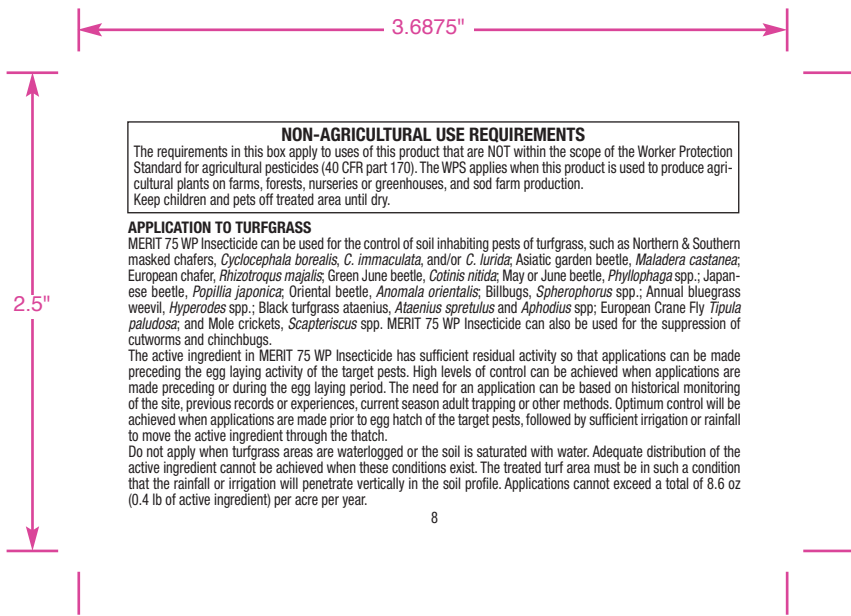 3.6875"
2.5"
NON-AGRICULTURAL USE REQUIREMENTS
The requirements in this box apply to uses of this product that are NOT within the scope of the Worker Protection
Standard for agricultural pesticides (40 CFR part 170). The WPS applies when this product is used to produce agri-
cultural plants on farms, forests, nurseries or greenhouses, and sod farm production.
Keep children and pets off treated area until dry.
APPLICATION TO TURFGRASS
MERIT 75 WP Insecticide can be used for the control of soil inhabiting pests of turfgrass, such as Northern & Southern
masked chafers, Cyclocephala borealis, C. immaculata, and/or C. lurida; Asiatic garden beetle, Maladera castanea;
European chafer, Rhizotroqus majalis; Green June beetle, Cotinis nitida; May or June beetle, Phyllophaga spp.; Japan-
ese beetle, Popillia japonica; Oriental beetle, Anomala orientalis; Billbugs, Spherophorus spp.; Annual bluegrass
weevil, Hyperodes spp.; Black turfgrass ataenius, Ataenius spretulus and Aphodius spp; European Crane Fly Tipula
paludosa; and Mole crickets, Scapteriscus spp. MERIT 75 WP Insecticide can also be used for the suppression of
cutworms and chinchbugs.
The active ingredient in MERIT 75 WP Insecticide has sufficient residual activity so that applications can be made
preceding the egg laying activity of the target pests. High levels of control can be achieved when applications are
made preceding or during the egg laying period. The need for an application can be based on historical monitoring
of the site, previous records or experiences, current season adult trapping or other methods. Optimum control will be
achieved when applications are made prior to egg hatch of the target pests, followed by sufficient irrigation or rainfall
to move the active ingredient through the thatch.
Do not apply when turfgrass areas are waterlogged or the soil is saturated with water. Adequate distribution of the
active ingredient cannot be achieved when these conditions exist. The treated turf area must be in such a condition
that the rainfall or irrigation will penetrate vertically in the soil profile. Applications cannot exceed a total of 8.6 oz
(0.4 lb of active ingredient) per acre per year.
8